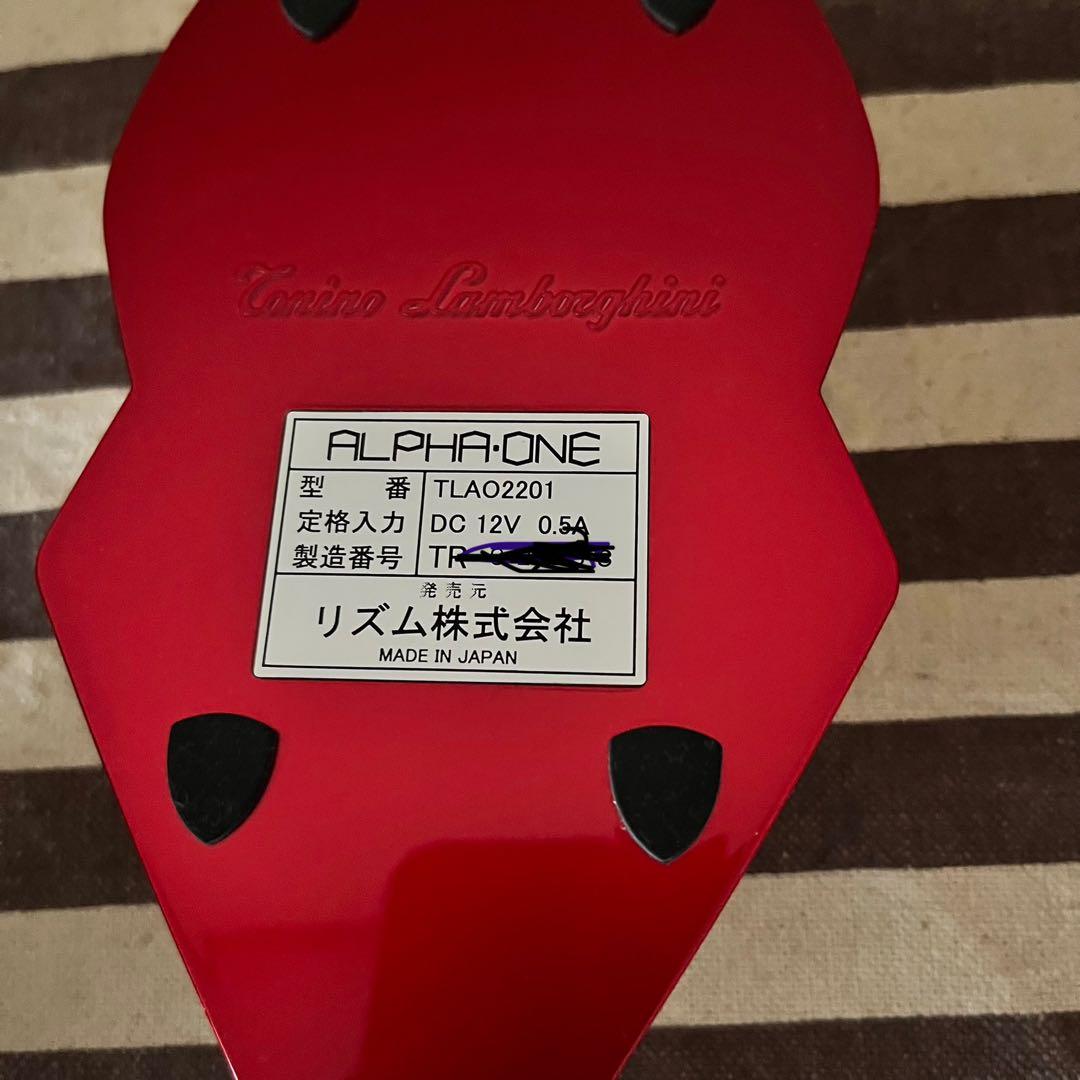 Tonino Lamborghini
ALPHA·ONE
型 番 TLAO2201
定格入力 DC 12V 0.5A
製造番号 TR
発売元
リズム株式会社
MADE IN JAPAN